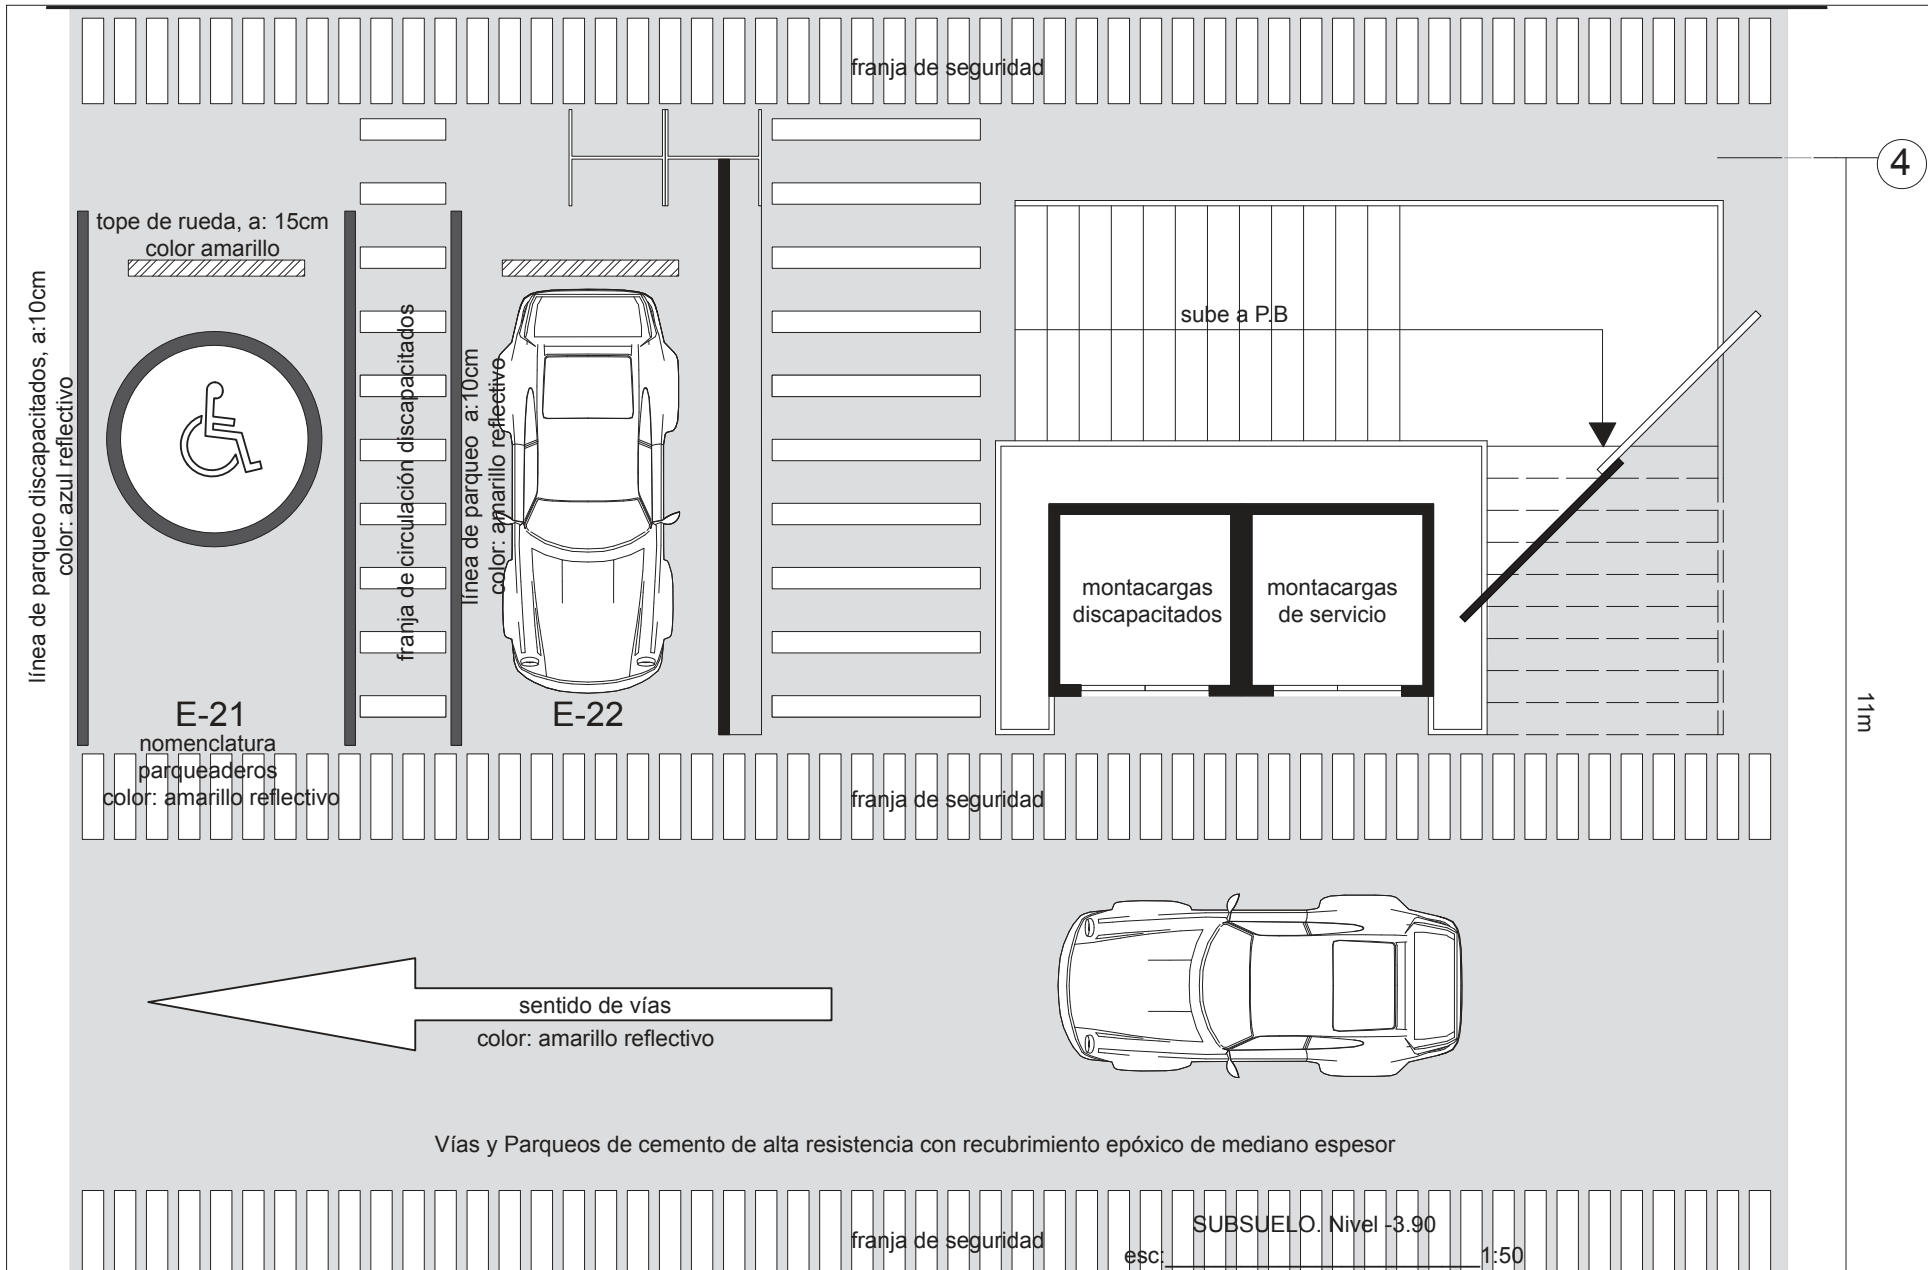 franja de seguridad
4
tope de rueda, a: 15cm
color amarillo
línea de parqueo discapacitados, a:10cm
color: azul reflectivo
franja de circulación discapacitados
línea de parqueo a:10cm
color: amarillo reflectivo
sube a P.B
montacargas
discapacitados
montacargas
de servicio
11m
E-21
nomenclatura
parqueaderos
color: amarillo reflectivo
E-22
franja de seguridad
sentido de vías
color: amarillo reflectivo
Vías y Parqueos de cemento de alta resistencia con recubrimiento epóxico de mediano espesor
franja de seguridad
SUBSUELO. Nivel -3.90
esc:____________________1:50